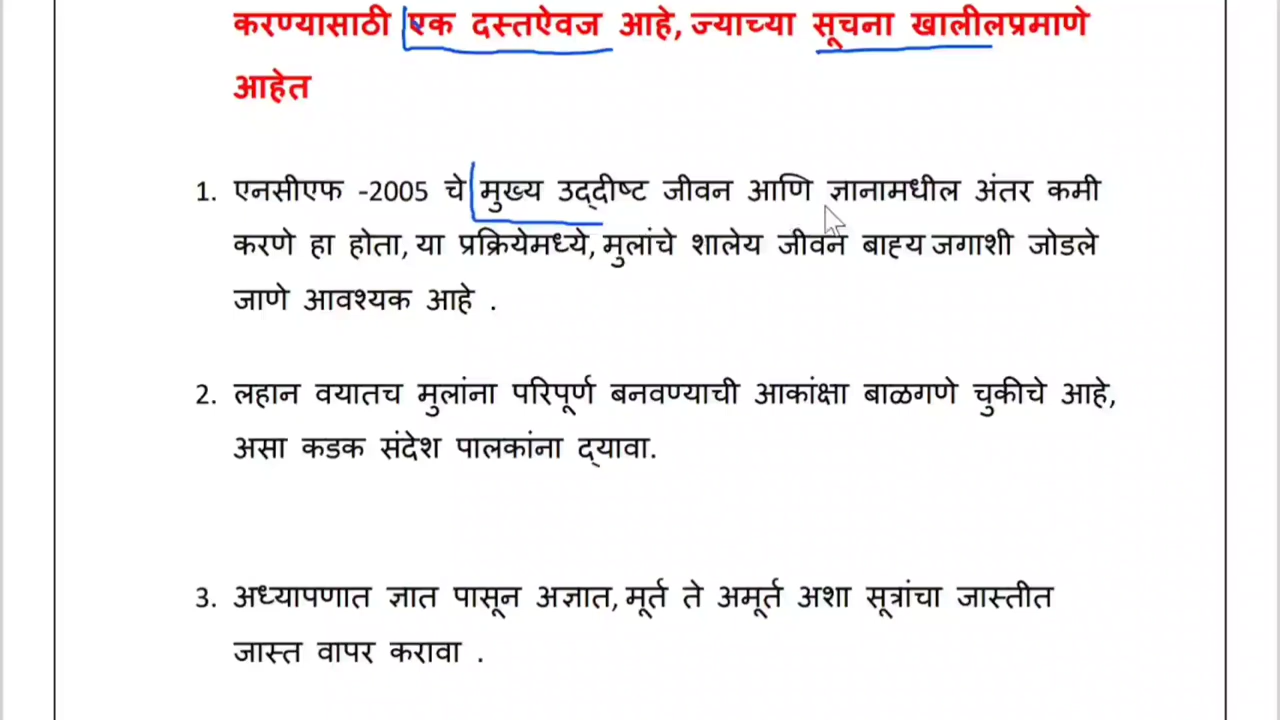 करण्यासाठी एक दस्तऐवज आहे, ज्याच्या सूचना खालीलप्रमाणे
आहेत
1. एनसीएफ -2005 चे मुख्य उद्दीष्ट जीवन आणि ज्ञानामधील अंतर कमी
करणे हा होता, या प्रक्रियेमध्ये, मुलांचे शालेय जीवन बाह्य जगाशी जोडले
जाणे आवश्यक आहे .
2. लहान वयातच मुलांना परिपूर्ण बनवण्याची आकांक्षा बाळगणे चुकीचे आहे,
असा कडक संदेश पालकांना द्यावा.
3. अध्यापणात ज्ञात पासून अज्ञात, मूर्त ते अमूर्त अशा सूत्रांचा जास्तीत
जास्त वापर करावा .